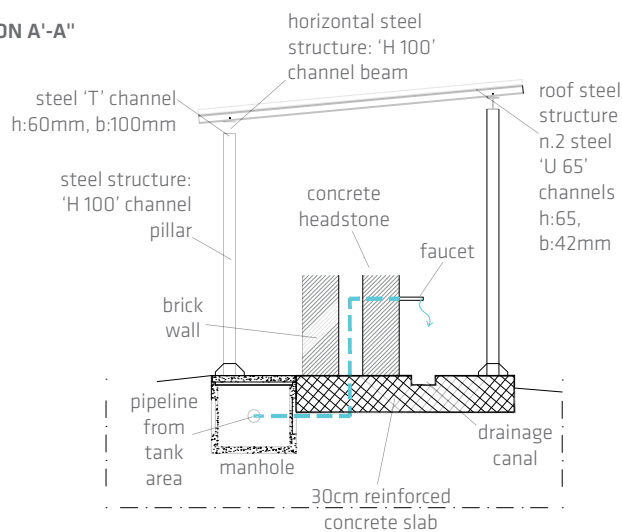 ON A'-A"
horizontal steel
structure: ‘H 100’
channel beam
steel ‘T’ channel
h:60mm, b:100mm
roof steel
structure
n.2 steel
‘U 65’
channels
h:65,
b:42mm
steel structure:
‘H 100’ channel
pillar
concrete
headstone
faucet
brick
wall
pipeline
from
tank
area
manhole
drainage
canal
30cm reinforced
concrete slab